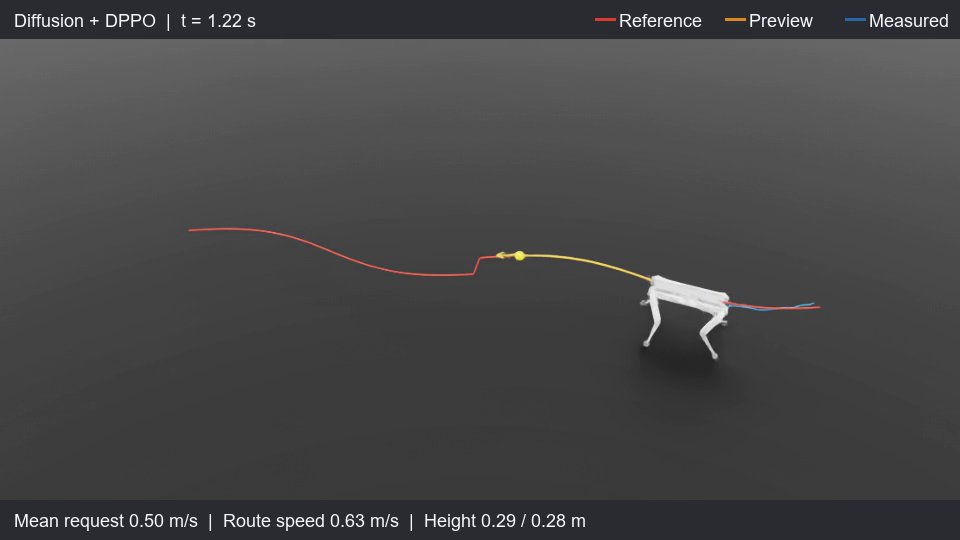 Diffusion + DPPO | t = 1.22 s
Reference Preview Measured
Mean request 0.50 m/s | Route speed 0.63 m/s | Height 0.29 / 0.28 m